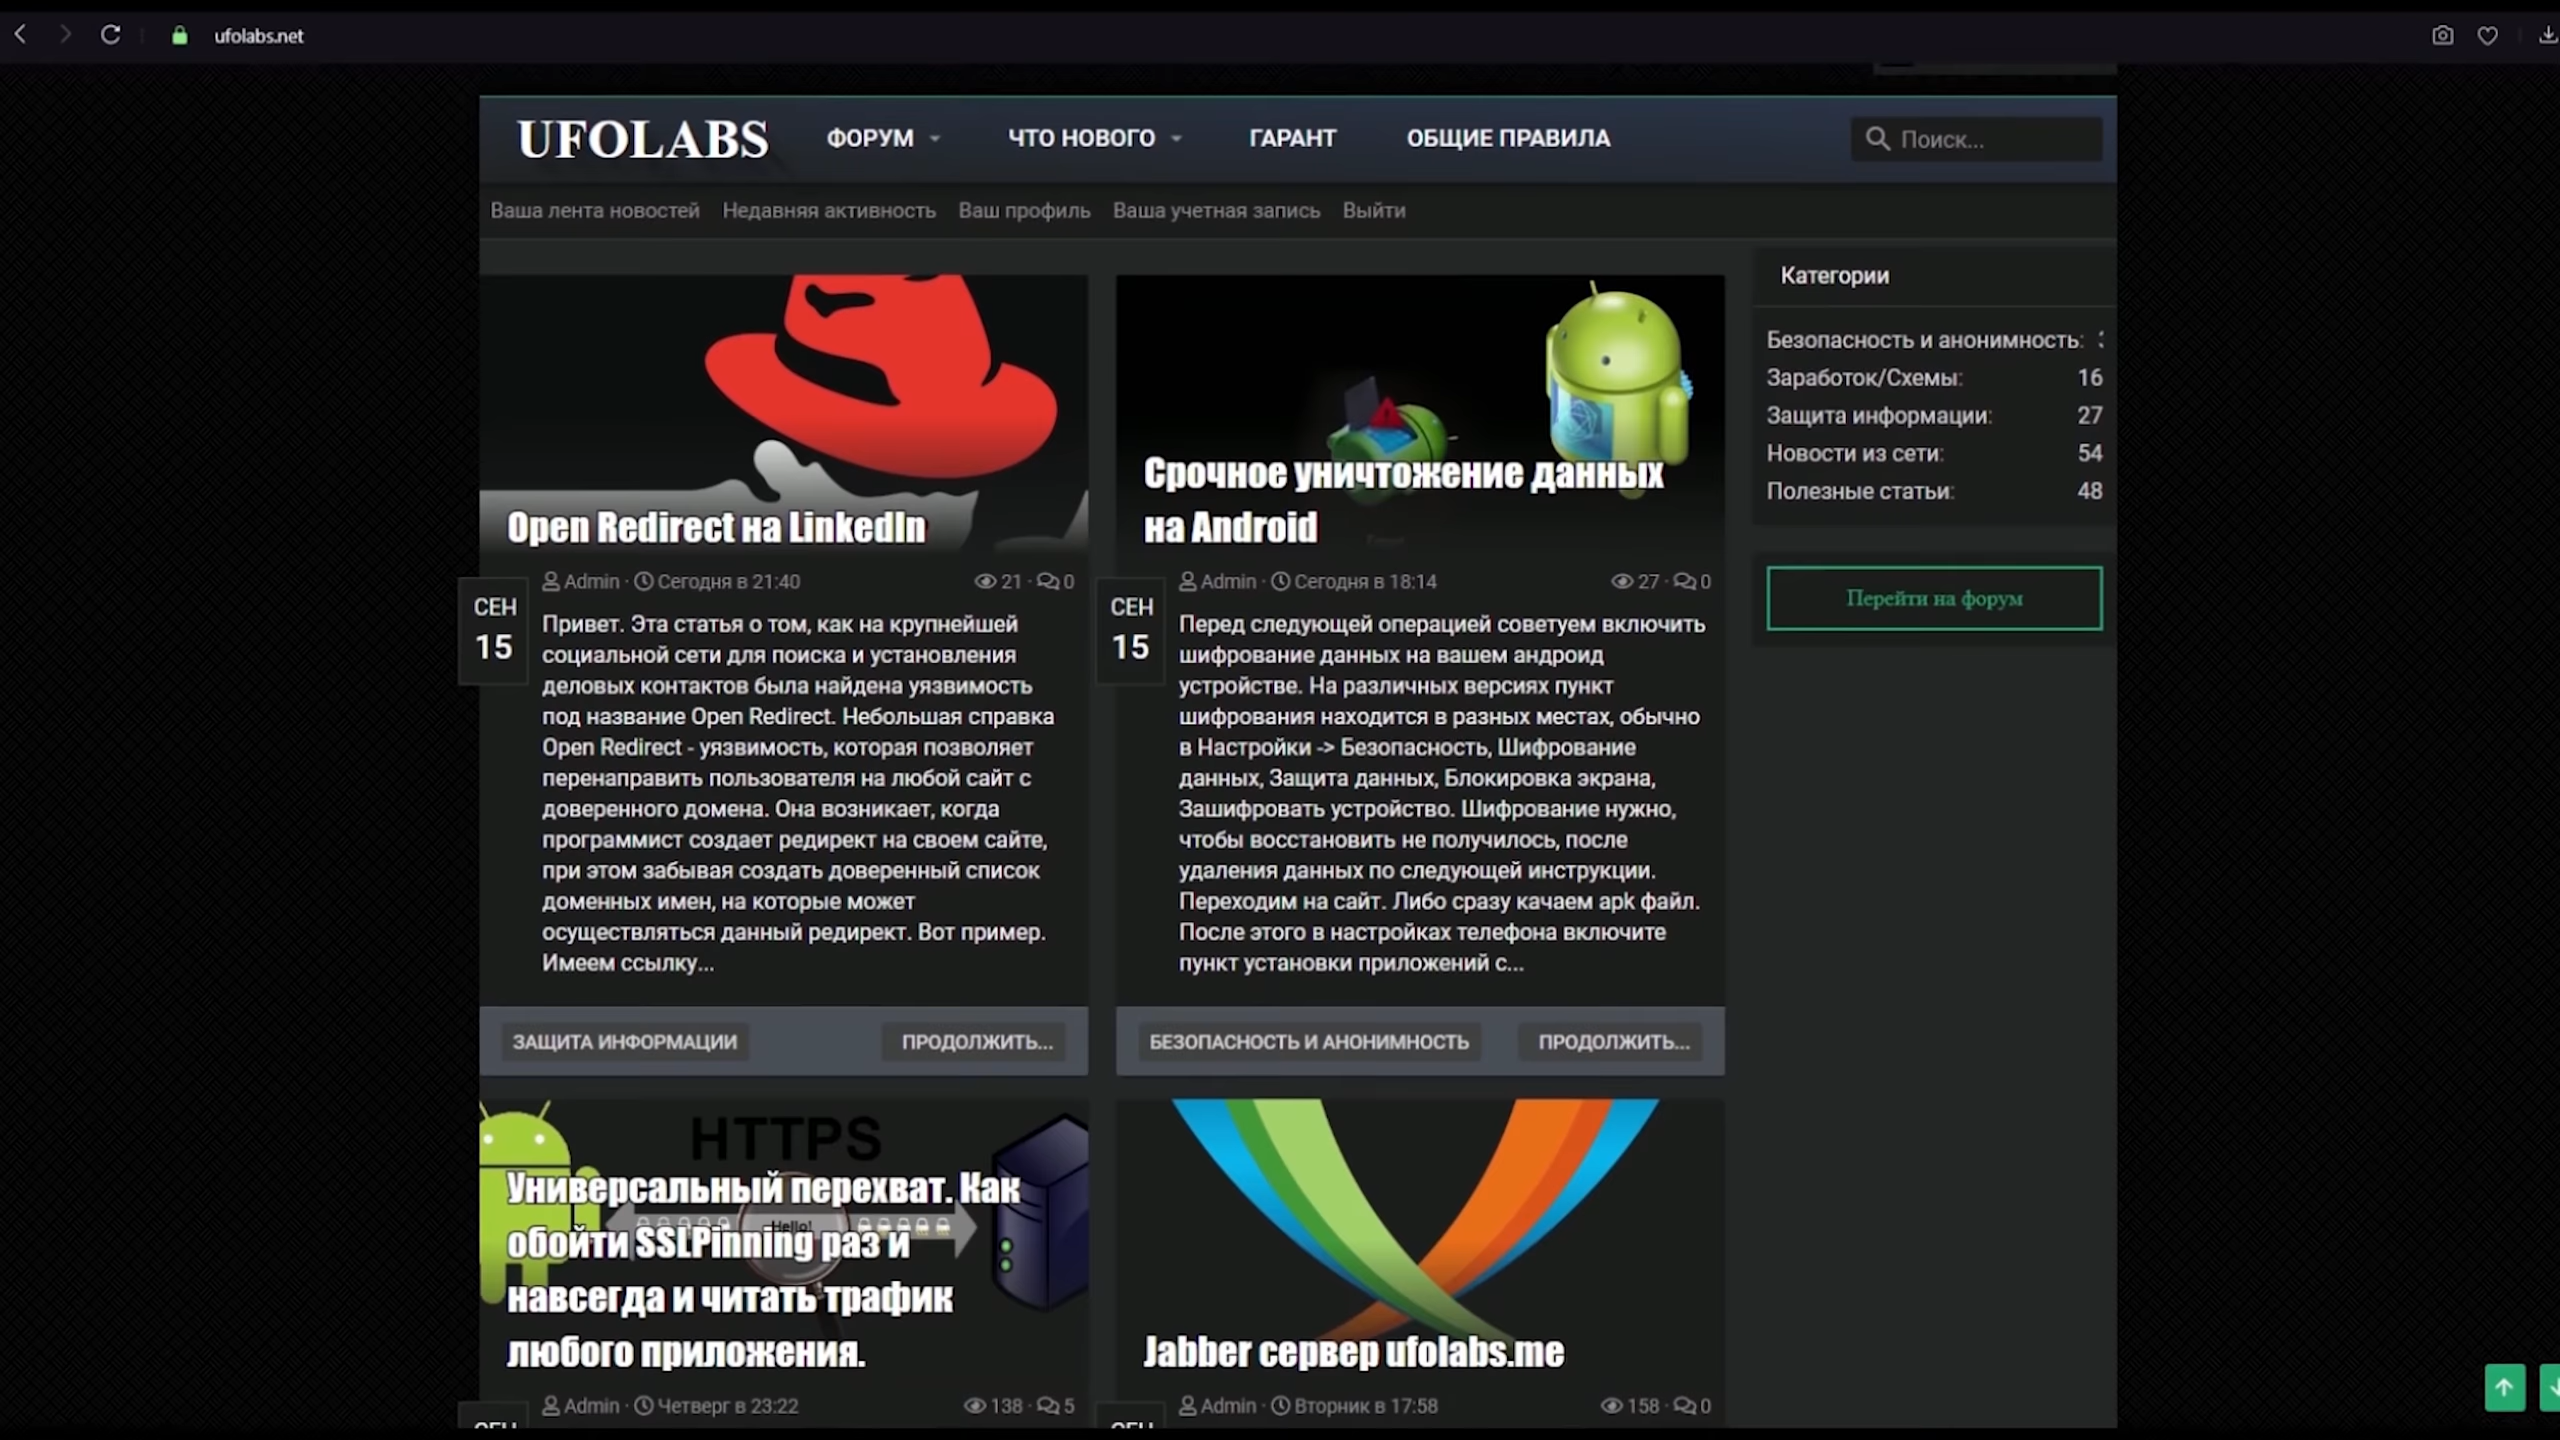 ufolabs.net
UFOLABS
ФОРУМ
ЧТО НОВОГО
ГАРАНТ
ОБЩИЕ ПРАВИЛА
Поиск...
Ваша лента новостей
Недавняя активность
Ваш профиль
Ваша учетная запись
Выйти
Open Redirect на LinkedIn
СЕН
15
Admin · Сегодня в 21:40
21 · 0
Привет. Эта статья о том, как на крупнейшей
социальной сети для поиска и установления
деловых контактов была найдена уязвимость
под название Open Redirect. Небольшая справка
Open Redirect - уязвимость, которая позволяет
перенаправить пользователя на любой сайт с
доверенного домена. Она возникает, когда
программист создает редирект на своем сайте,
при этом забывая создать доверенный список
доменных имен, на которые может
осуществляться данный редирект. Вот пример.
Имеем ссылку...
ЗАЩИТА ИНФОРМАЦИИ
ПРОДОЛЖИТЬ...
Срочное уничтожение данных
на Android
СЕН
15
Admin · Сегодня в 18:14
27 · 0
Перед следующей операцией советуем включить
шифрование данных на вашем андроид
устройстве. На различных версиях пункт
шифрования находится в разных местах, обычно
в Настройки -> Безопасность, Шифрование
данных, Защита данных, Блокировка экрана,
Зашифровать устройство. Шифрование нужно,
чтобы восстановить не получилось, после
удаления данных по следующей инструкции.
Переходим на сайт. Либо сразу качаем apk файл.
После этого в настройках телефона включите
пункт установки приложений с...
БЕЗОПАСНОСТЬ И АНОНИМНОСТЬ
ПРОДОЛЖИТЬ...
Категории
Безопасность и анонимность:
Заработок/Схемы: 16
Защита информации: 27
Новости из сети: 54
Полезные статьи: 48
Перейти на форум
HTTPS
Hello!
Универсальный перехват. Как
обойти SSLPinning раз и
навсегда и читать трафик
любого приложения.
Admin · Четверг в 23:22
138 · 5
СЕН
Jabber сервер ufolabs.me
Admin · Вторник в 17:58
158 · 0
СЕН